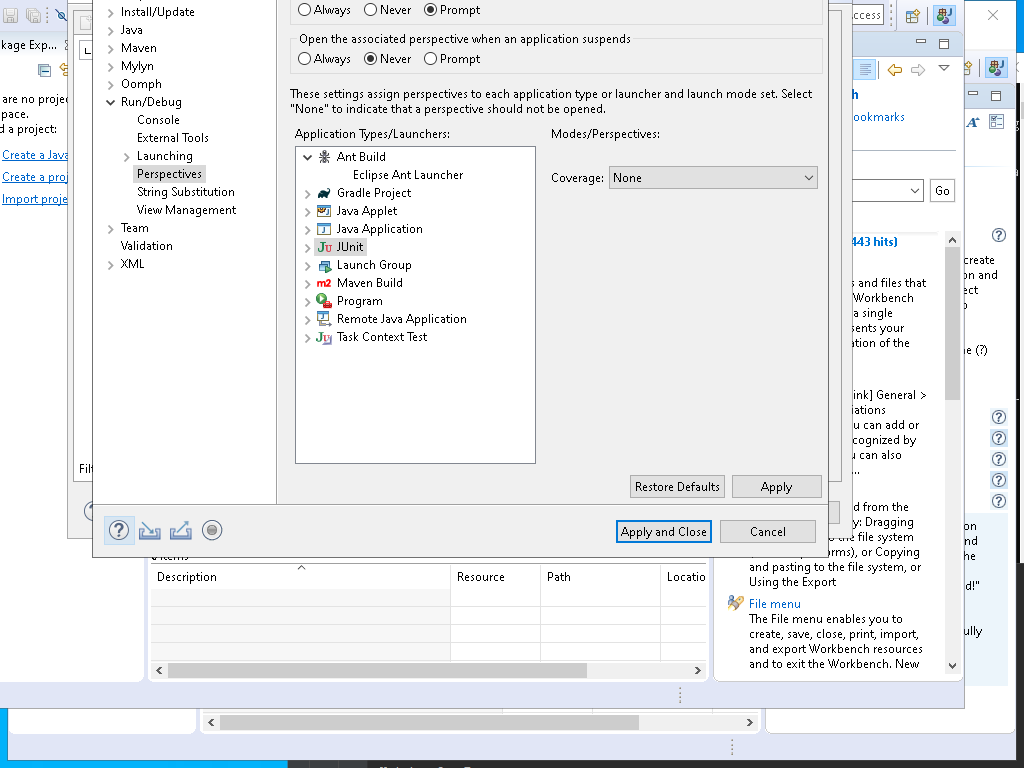 Install/Update
Java
Maven
Mylyn
Oomph
Run/Debug
Console
External Tools
Launching
Perspectives
String Substitution
View Management
Team
Validation
XML
Always
Never
Prompt
Open the associated perspective when an application suspends
Always
Never
Prompt
These settings assign perspectives to each application type or launcher and launch mode set. Select
"None" to indicate that a perspective should not be opened.
Application Types/Launchers:
Modes/Perspectives:
Ant Build
Eclipse Ant Launcher
Gradle Project
Java Applet
Java Application
JUnit
Launch Group
Maven Build
Program
Remote Java Application
Task Context Test
Coverage:
None
Restore Defaults
Apply
Apply and Close
Cancel
kage Exp...
are no projec
pace.
d a project:
Create a Java
Create a proj
Import proje
Description
Resource
Path
Locatio
ccess
ookmarks
Go
443 hits)
s and files that
Workbench
a single
sents your
ation of the
ink] General >
iations
u can add or
cognized by
u can also
...
d from the
y: Dragging
the file system
orms), or Copying
and pasting to the file system, or
Using the Export
File menu
The File menu enables you to
create, save, close, print, import,
and export Workbench resources
and to exit the Workbench. New
create
on and
ect
ne (?)
on
nd
he
d!"
ully